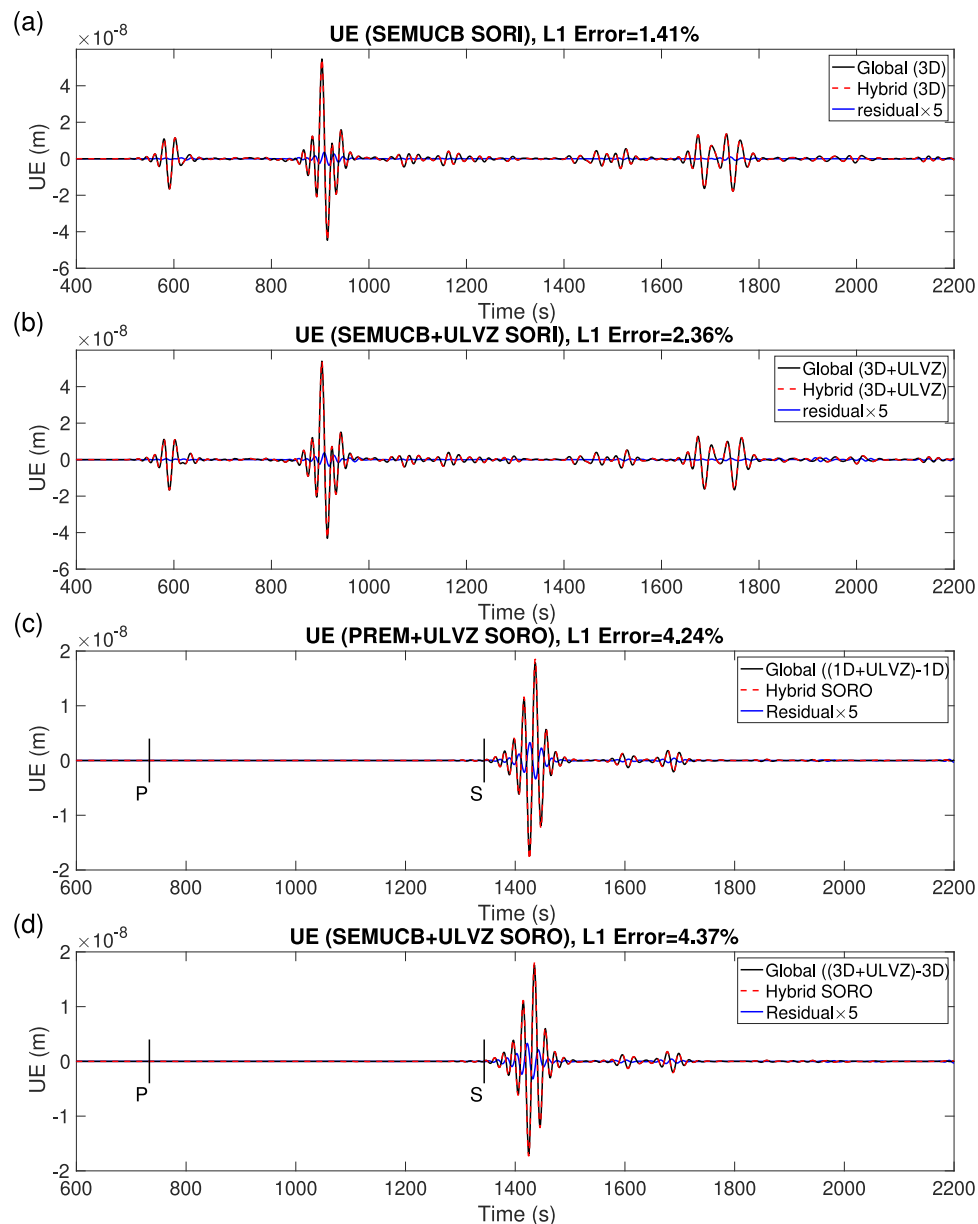 (a)
×10⁻⁸
UE (SEMUCB SORI), L1 Error=1.41%
Global (3D)
Hybrid (3D)
residual×5
UE (m)
4
2
0
-2
-4
-6
400 600 800 1000 1200 1400 1600 1800 2000 2200
Time (s)
(b)
×10⁻⁸
UE (SEMUCB+ULVZ SORI), L1 Error=2.36%
Global (3D+ULVZ)
Hybrid (3D+ULVZ)
residual×5
UE (m)
4
2
0
-2
-4
-6
400 600 800 1000 1200 1400 1600 1800 2000 2200
Time (s)
(c)
×10⁻⁸
UE (PREM+ULVZ SORO), L1 Error=4.24%
Global ((1D+ULVZ)-1D)
Hybrid SORO
Residual×5
UE (m)
2
1
0
-1
-2
P
S
600 800 1000 1200 1400 1600 1800 2000 2200
Time (s)
(d)
×10⁻⁸
UE (SEMUCB+ULVZ SORO), L1 Error=4.37%
Global ((3D+ULVZ)-3D)
Hybrid SORO
Residual×5
UE (m)
2
1
0
-1
-2
P
S
600 800 1000 1200 1400 1600 1800 2000 2200
Time (s)